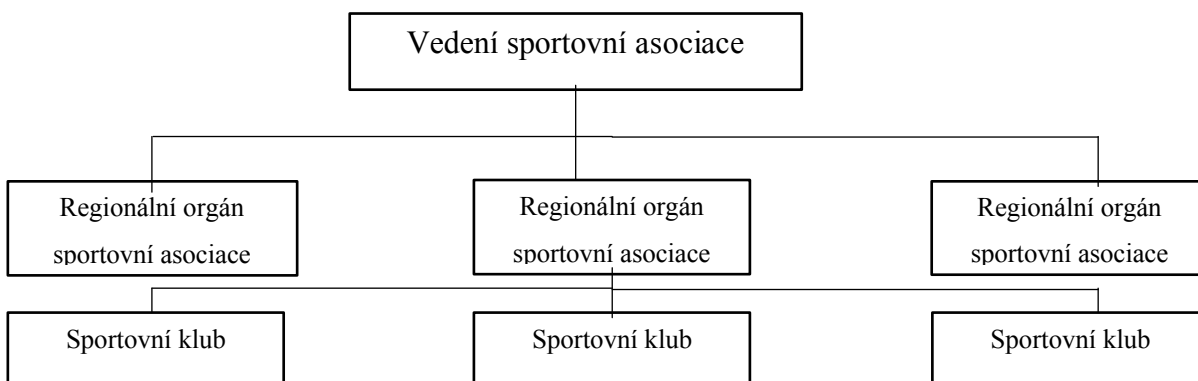 Vedení sportovní asociace
Regionální orgán
sportovní asociace
Regionální orgán
sportovní asociace
Regionální orgán
sportovní asociace
Sportovní klub
Sportovní klub
Sportovní klub